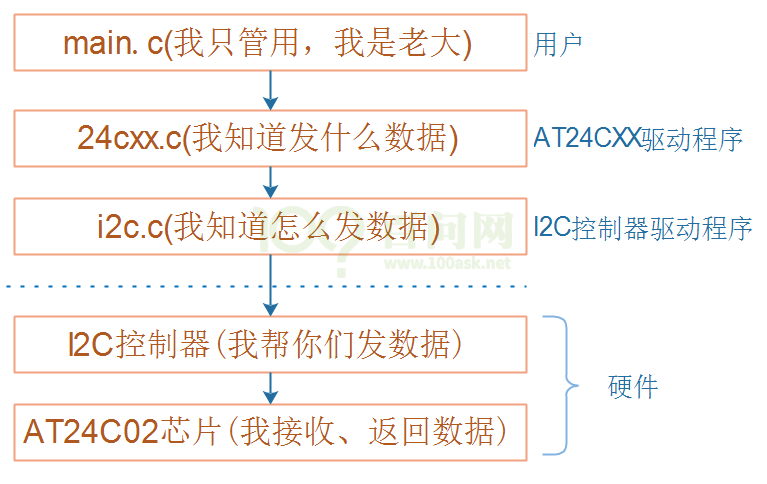 main. c(我只管用，我是老大)
用户
24cxx.c(我知道发什么数据)
AT24CXX驱动程序
i2c.c(我知道怎么发数据)
I2C控制器驱动程序
100
百问网
www.100ask.net
I2C控制器(我帮你们发数据)
硬件
AT24C02芯片(我接收、返回数据)